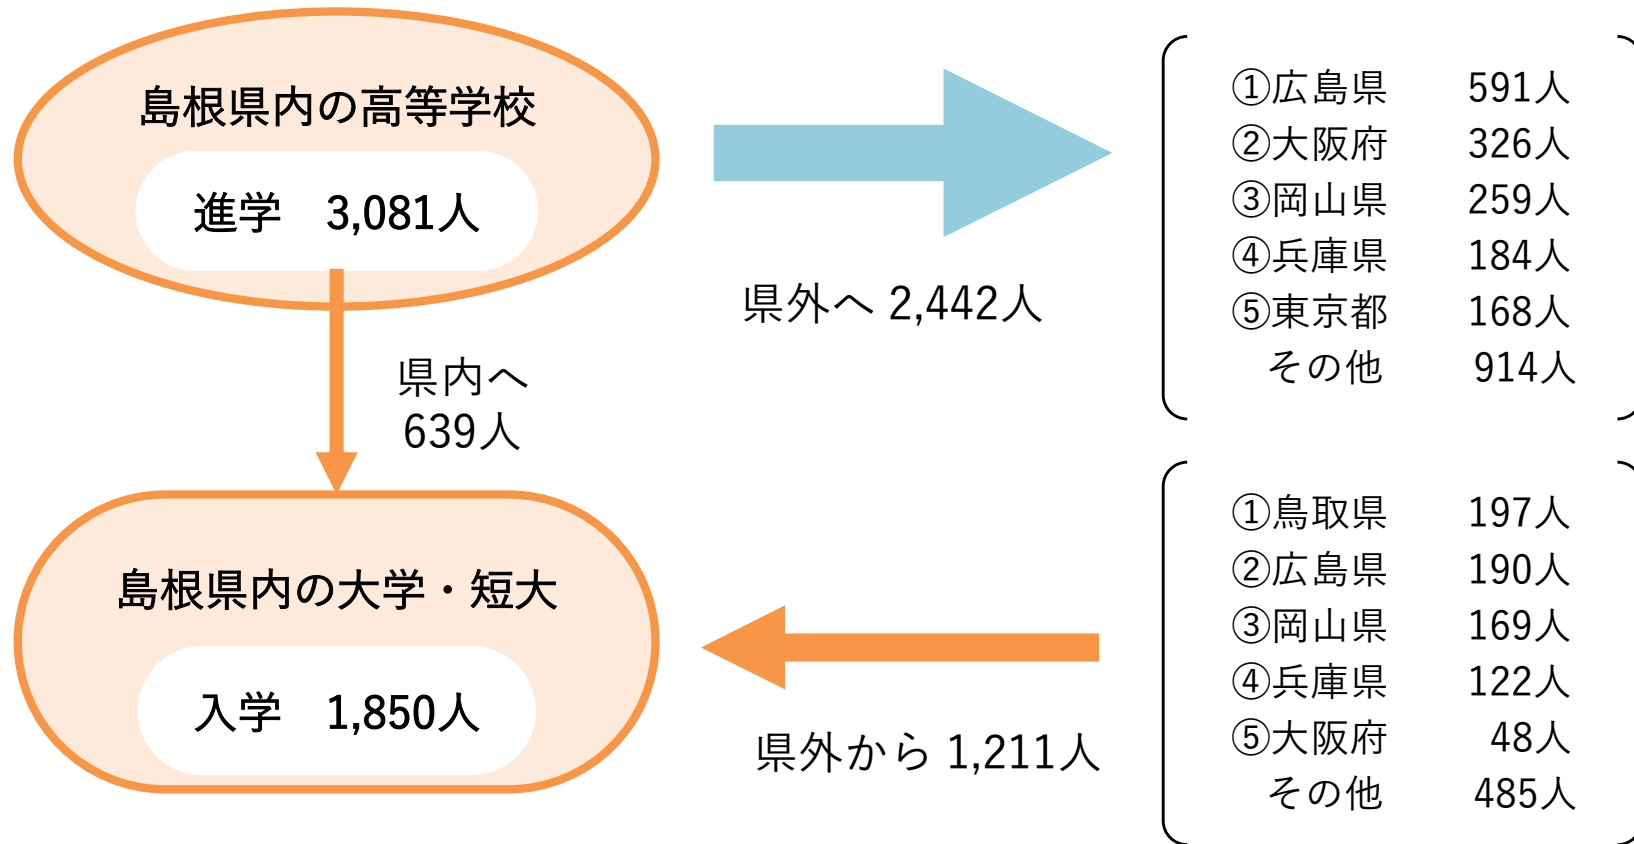 島根県内の高等学校
進学　3,081人
県外へ 2,442人
①広島県 591人
②大阪府 326人
③岡山県 259人
④兵庫県 184人
⑤東京都 168人
その他 914人
県内へ
639人
島根県内の大学・短大
入学　1,850人
県外から 1,211人
①鳥取県 197人
②広島県 190人
③岡山県 169人
④兵庫県 122人
⑤大阪府 48人
その他 485人